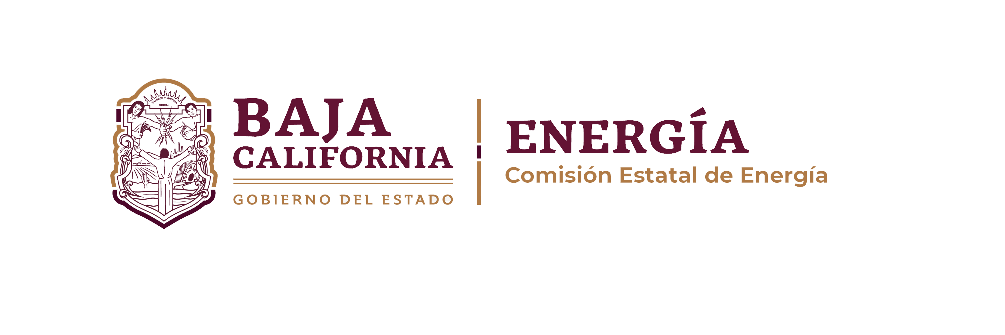 BAJA
CALIFORNIA
GOBIERNO DEL ESTADO
ENERGÍA
Comisión Estatal de Energía